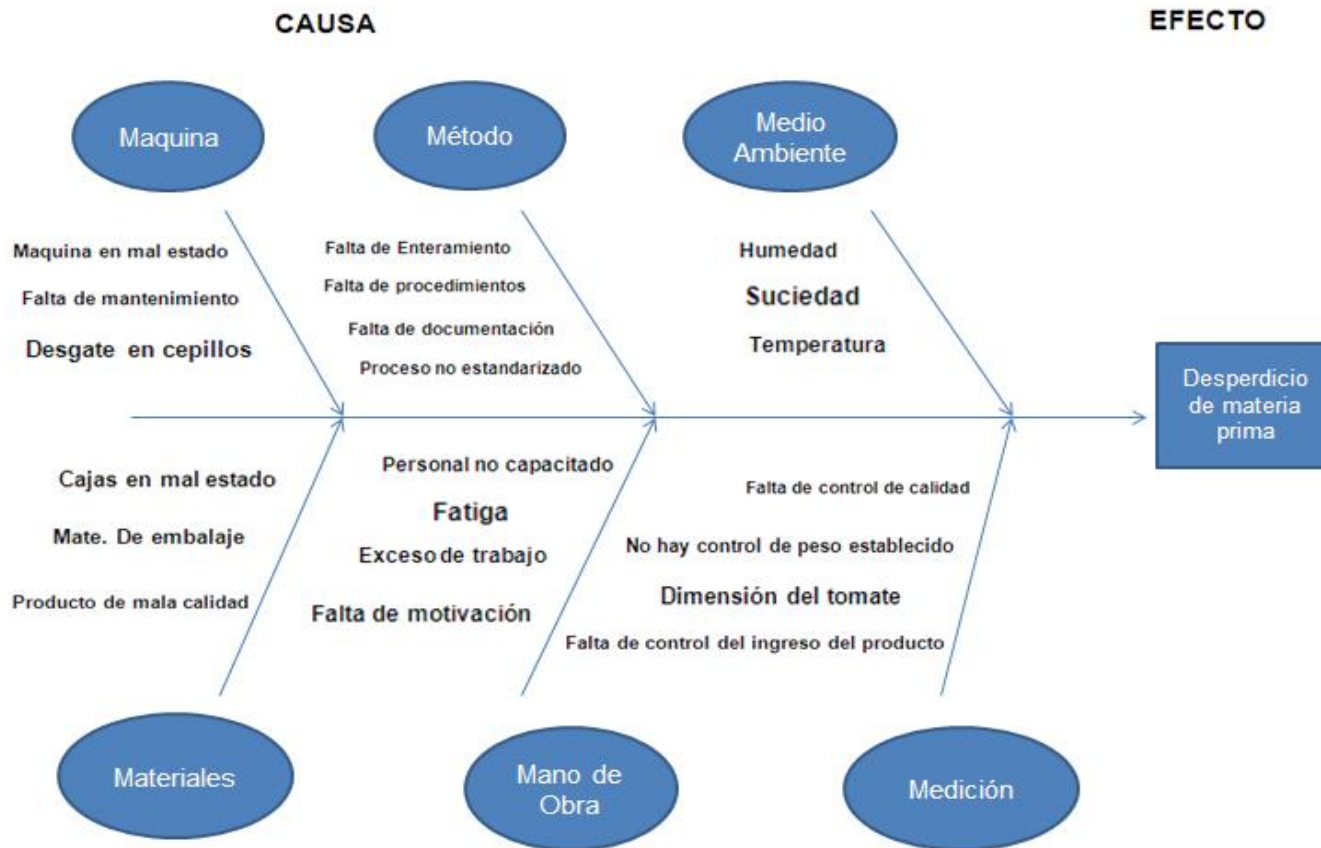 CAUSA
EFECTO
Maquina
Método
Medio
Ambiente
Maquina en mal estado
Falta de mantenimiento
Desgate en cepillos
Falta de Enteramiento
Falta de procedimientos
Falta de documentación
Proceso no estandarizado
Humedad
Suciedad
Temperatura
Desperdicio
de materia
prima
Cajas en mal estado
Mate. De embalaje
Producto de mala calidad
Personal no capacitado
Fatiga
Exceso de trabajo
Falta de motivación
Falta de control de calidad
No hay control de peso establecido
Dimensión del tomate
Falta de control del ingreso del producto
Materiales
Mano de
Obra
Medición